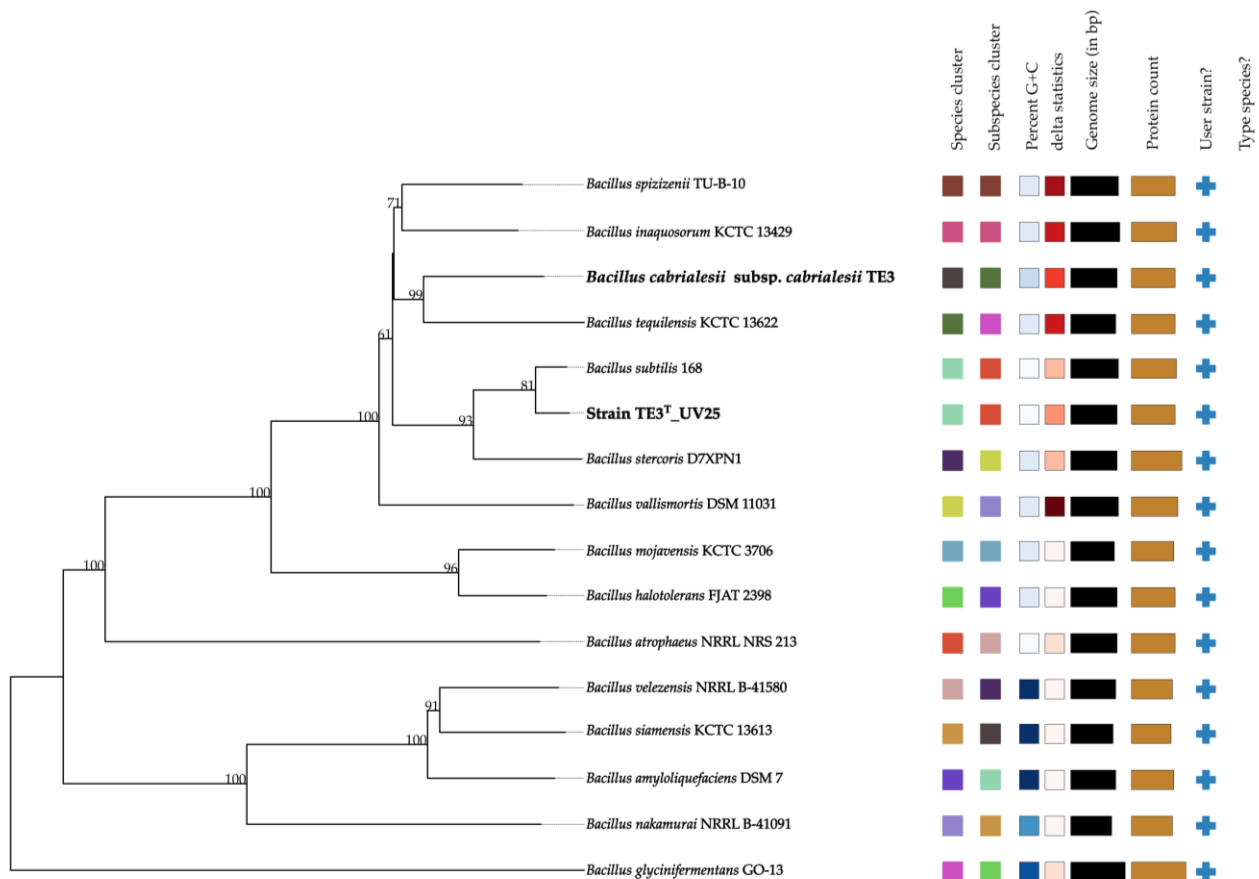 Species cluster
Subspecies cluster
Percent G+C
delta statistics
Genome size (in bp)
Protein count
User strain?
Type species?
Bacillus spizizenii TU-B-10
71
Bacillus inaquosorum KCTC 13429
Bacillus cabrialesii subsp. cabrialesii TE3
99
Bacillus tequilensis KCTC 13622
61
Bacillus subtilis 168
81
Strain TE3ᵀ_UV25
100
93
Bacillus stercoris D7XPN1
Bacillus vallismortis DSM 11031
100
Bacillus mojavensis KCTC 3706
96
100
Bacillus halotolerans FJAT 2398
Bacillus atrophaeus NRRL NRS 213
Bacillus velezensis NRRL B-41580
91
Bacillus siamensis KCTC 13613
100
Bacillus amyloliquefaciens DSM 7
100
Bacillus nakamurai NRRL B-41091
Bacillus glycinifermentans GO-13